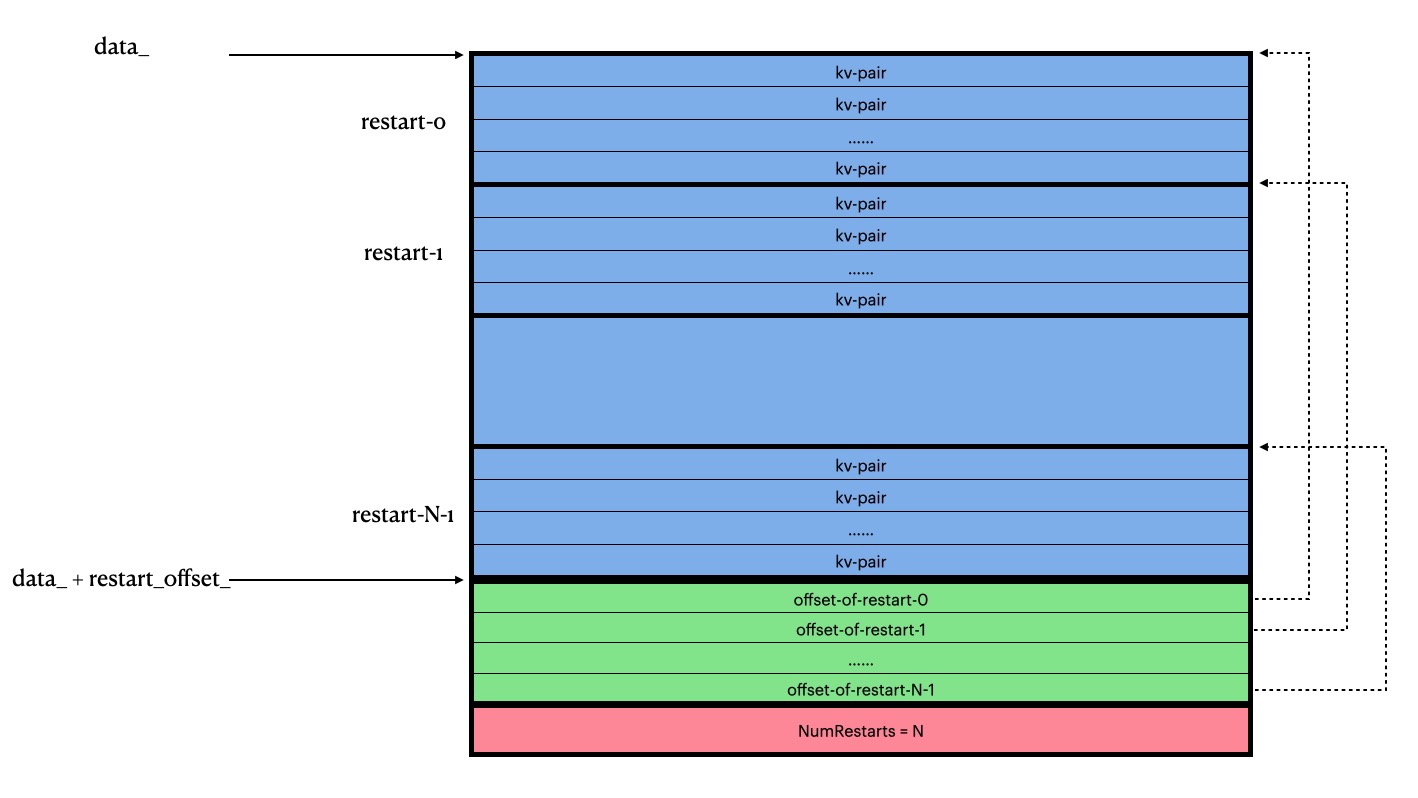 data_
kv-pair
kv-pair
restart-0
......
kv-pair
kv-pair
kv-pair
restart-1
......
kv-pair
kv-pair
kv-pair
restart-N-1
......
kv-pair
data_ + restart_offset_
offset-of-restart-0
offset-of-restart-1
......
offset-of-restart-N-1
NumRestarts = N